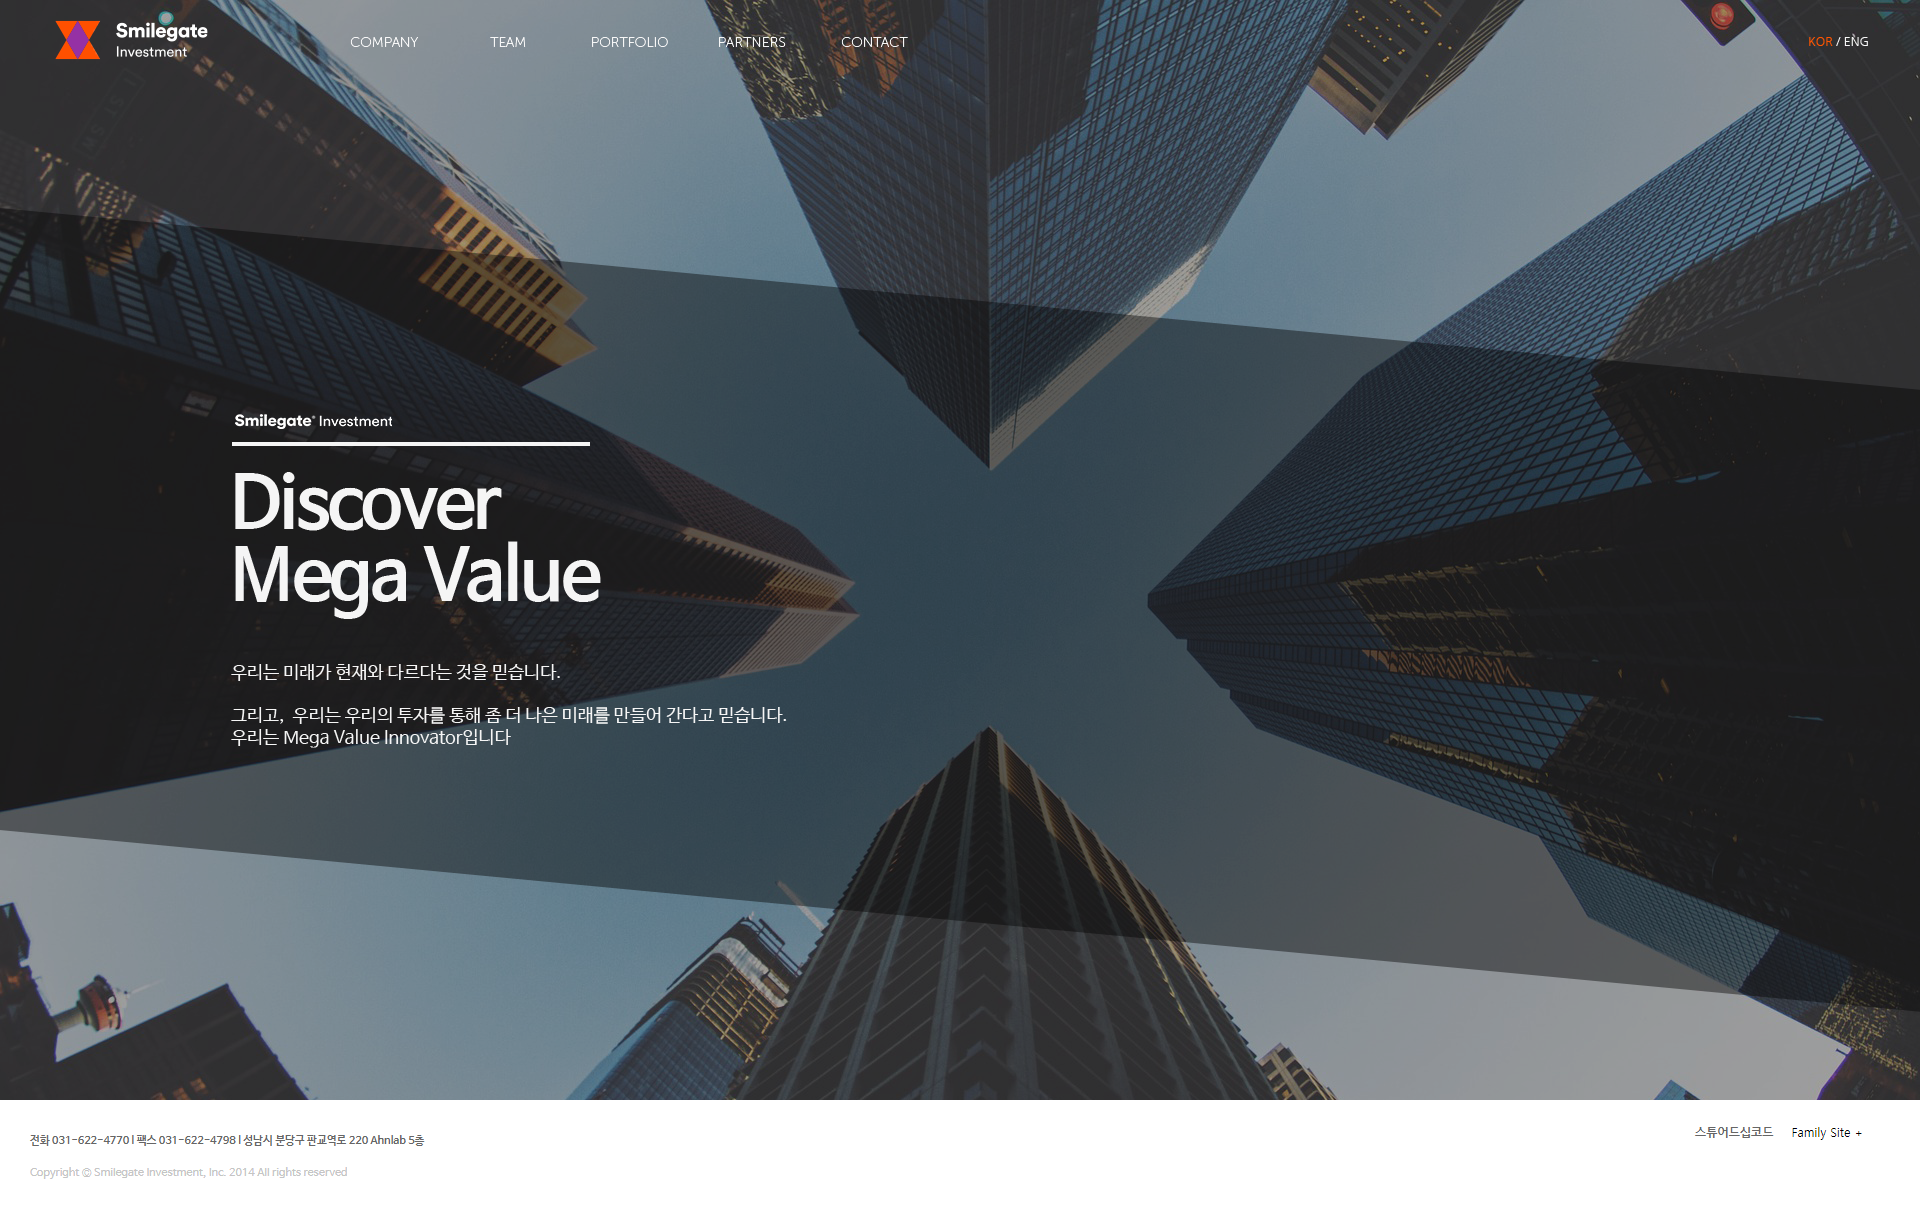 Smilegate
Investment
COMPANY
TEAM
PORTFOLIO
PARTNERS
CONTACT
KOR / ENG
Smilegate Investment
Discover
Mega Value
우리는 미래가 현재와 다르다는 것을 믿습니다.
그리고, 우리는 우리의 투자를 통해 좀 더 나은 미래를 만들어 간다고 믿습니다.
우리는 Mega Value Innovator입니다
전화 031-622-4770 l 팩스 031-622-4798 l 성남시 분당구 판교역로 220 Ahnlab 5층
스튜어드십코드
Family Site +
Copyright © Smilegate Investment, Inc. 2014 All rights reserved